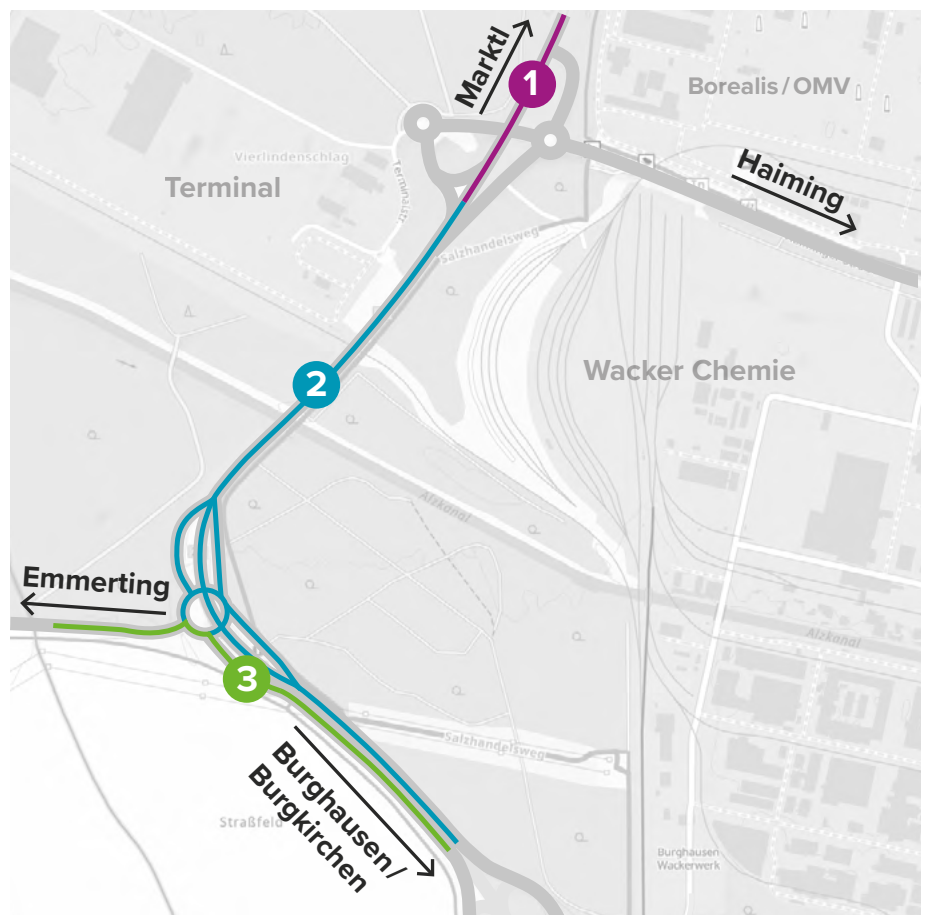 Marktl
1
Borealis / OMV
Vierlindenschlag
Terminal
Haiming
Salzhandelsweg
Wacker Chemie
2
Alzkanal
Emmerting
Alzkanal
3
Salzhandelsweg
Burghausen /
Burgkirchen
Straßfeld
Burghausen
Wackerwerk